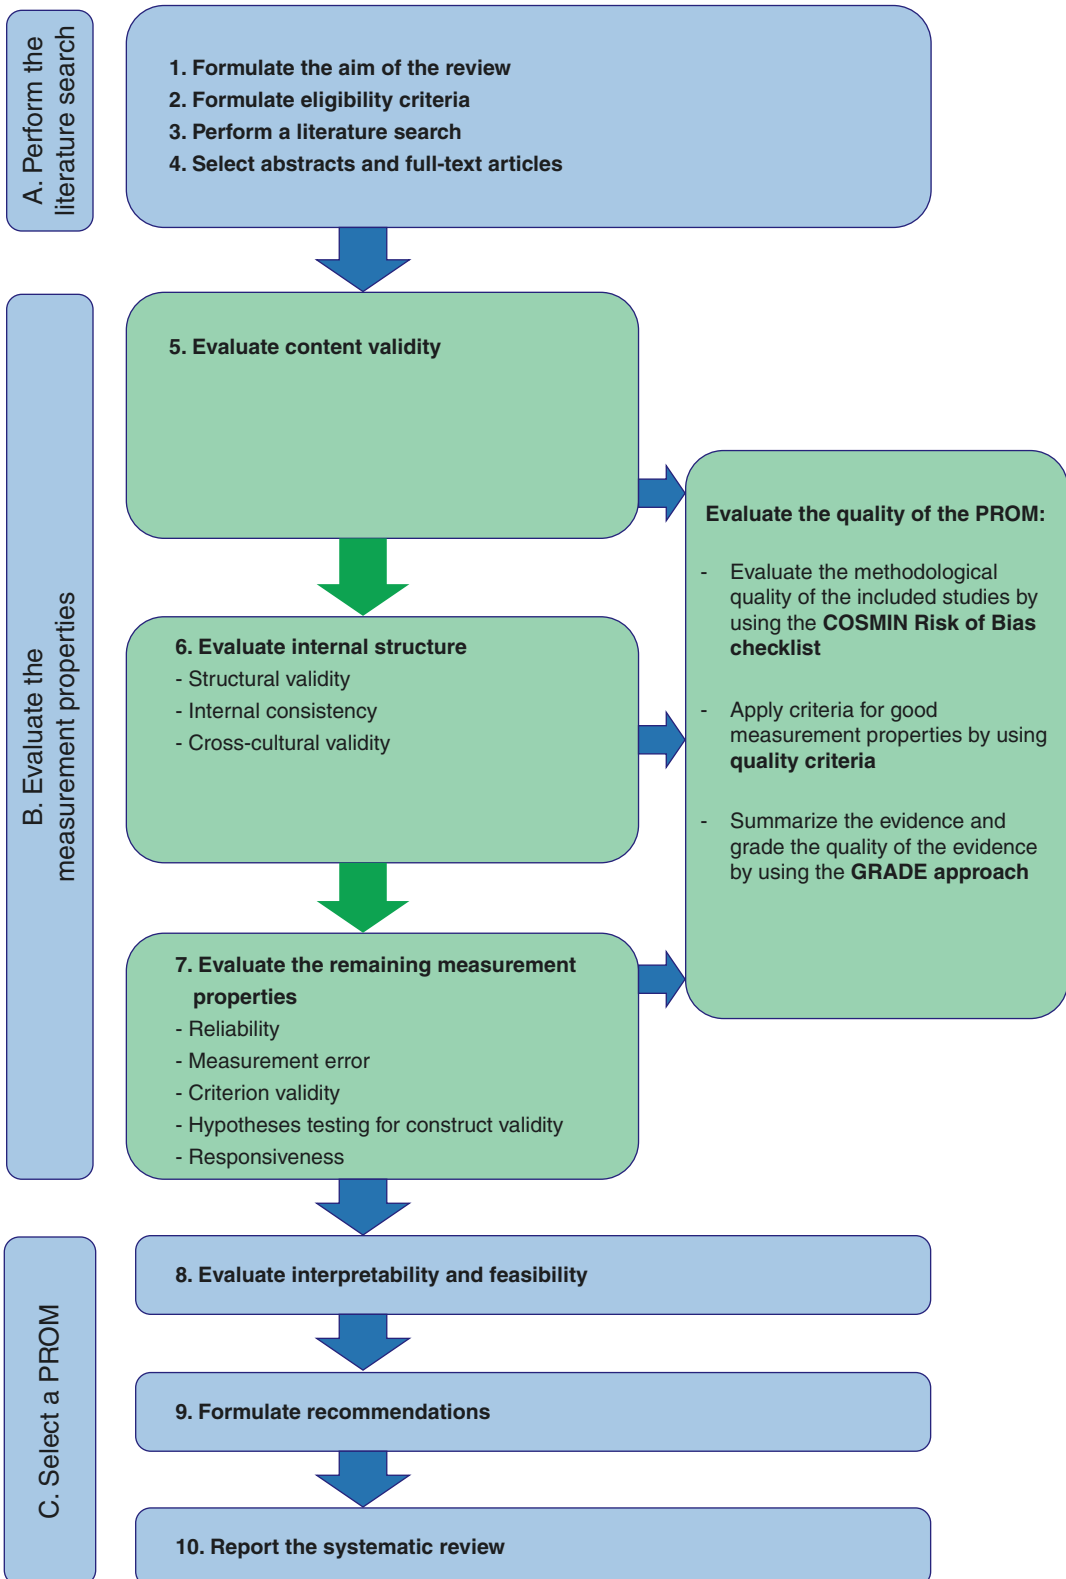 A. Perform the
literature search
1. Formulate the aim of the review
2. Formulate eligibility criteria
3. Perform a literature search
4. Select abstracts and full-text articles
B. Evaluate the
measurement properties
5. Evaluate content validity
6. Evaluate internal structure
- Structural validity
- Internal consistency
- Cross-cultural validity
7. Evaluate the remaining measurement
properties
- Reliability
- Measurement error
- Criterion validity
- Hypotheses testing for construct validity
- Responsiveness
Evaluate the quality of the PROM:
- Evaluate the methodological
quality of the included studies by
using the COSMIN Risk of Bias
checklist
- Apply criteria for good
measurement properties by using
quality criteria
- Summarize the evidence and
grade the quality of the evidence
by using the GRADE approach
C. Select a PROM
8. Evaluate interpretability and feasibility
9. Formulate recommendations
10. Report the systematic review